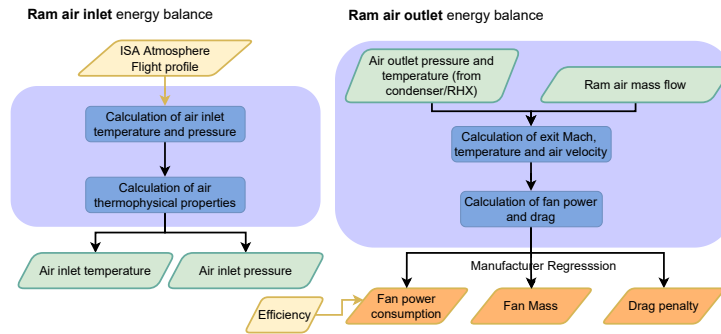 Ram air inlet energy balance
ISA Atmosphere
Flight profile
Calculation of air inlet
temperature and pressure
Calculation of air
thermophysical properties
Air inlet temperature
Air inlet pressure
Ram air outlet energy balance
Air outlet pressure and
temperature (from
condenser/RHX)
Ram air mass flow
Calculation of exit Mach,
temperature and air velocity
Calculation of fan power
and drag
Manufacturer Regresssion
Efficiency
Fan power
consumption
Fan Mass
Drag penalty